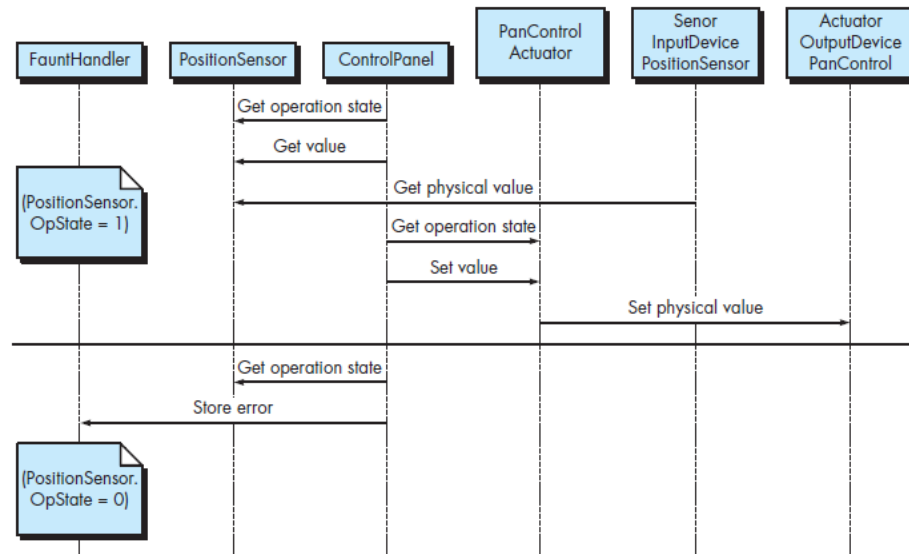 FauntHandler
PositionSensor
ControlPanel
PanControl
Actuator
Senor
InputDevice
PositionSensor
Actuator
OutputDevice
PanControl
Get operation state
Get value
(PositionSensor.
OpState = 1)
Get physical value
Get operation state
Set value
Set physical value
Get operation state
Store error
(PositionSensor.
OpState = 0)